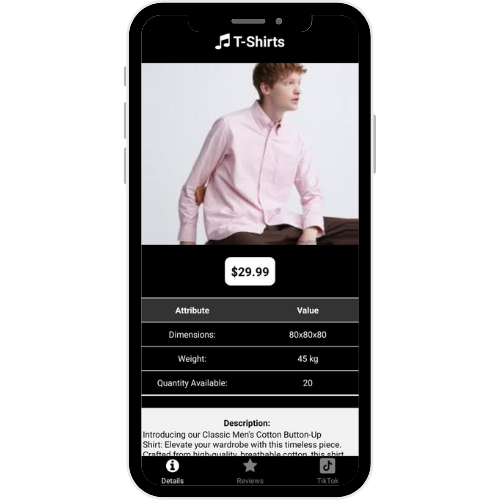 T-Shirts
$29.99
Attribute Value
Dimensions: 80x80x80
Weight: 45 kg
Quantity Available: 20
Description:
Introducing our Classic Men's Cotton Button-Up
Shirt: Elevate your wardrobe with this timeless piece.
Crafted from high-quality, breathable cotton, this shirt
Details Reviews TikTok